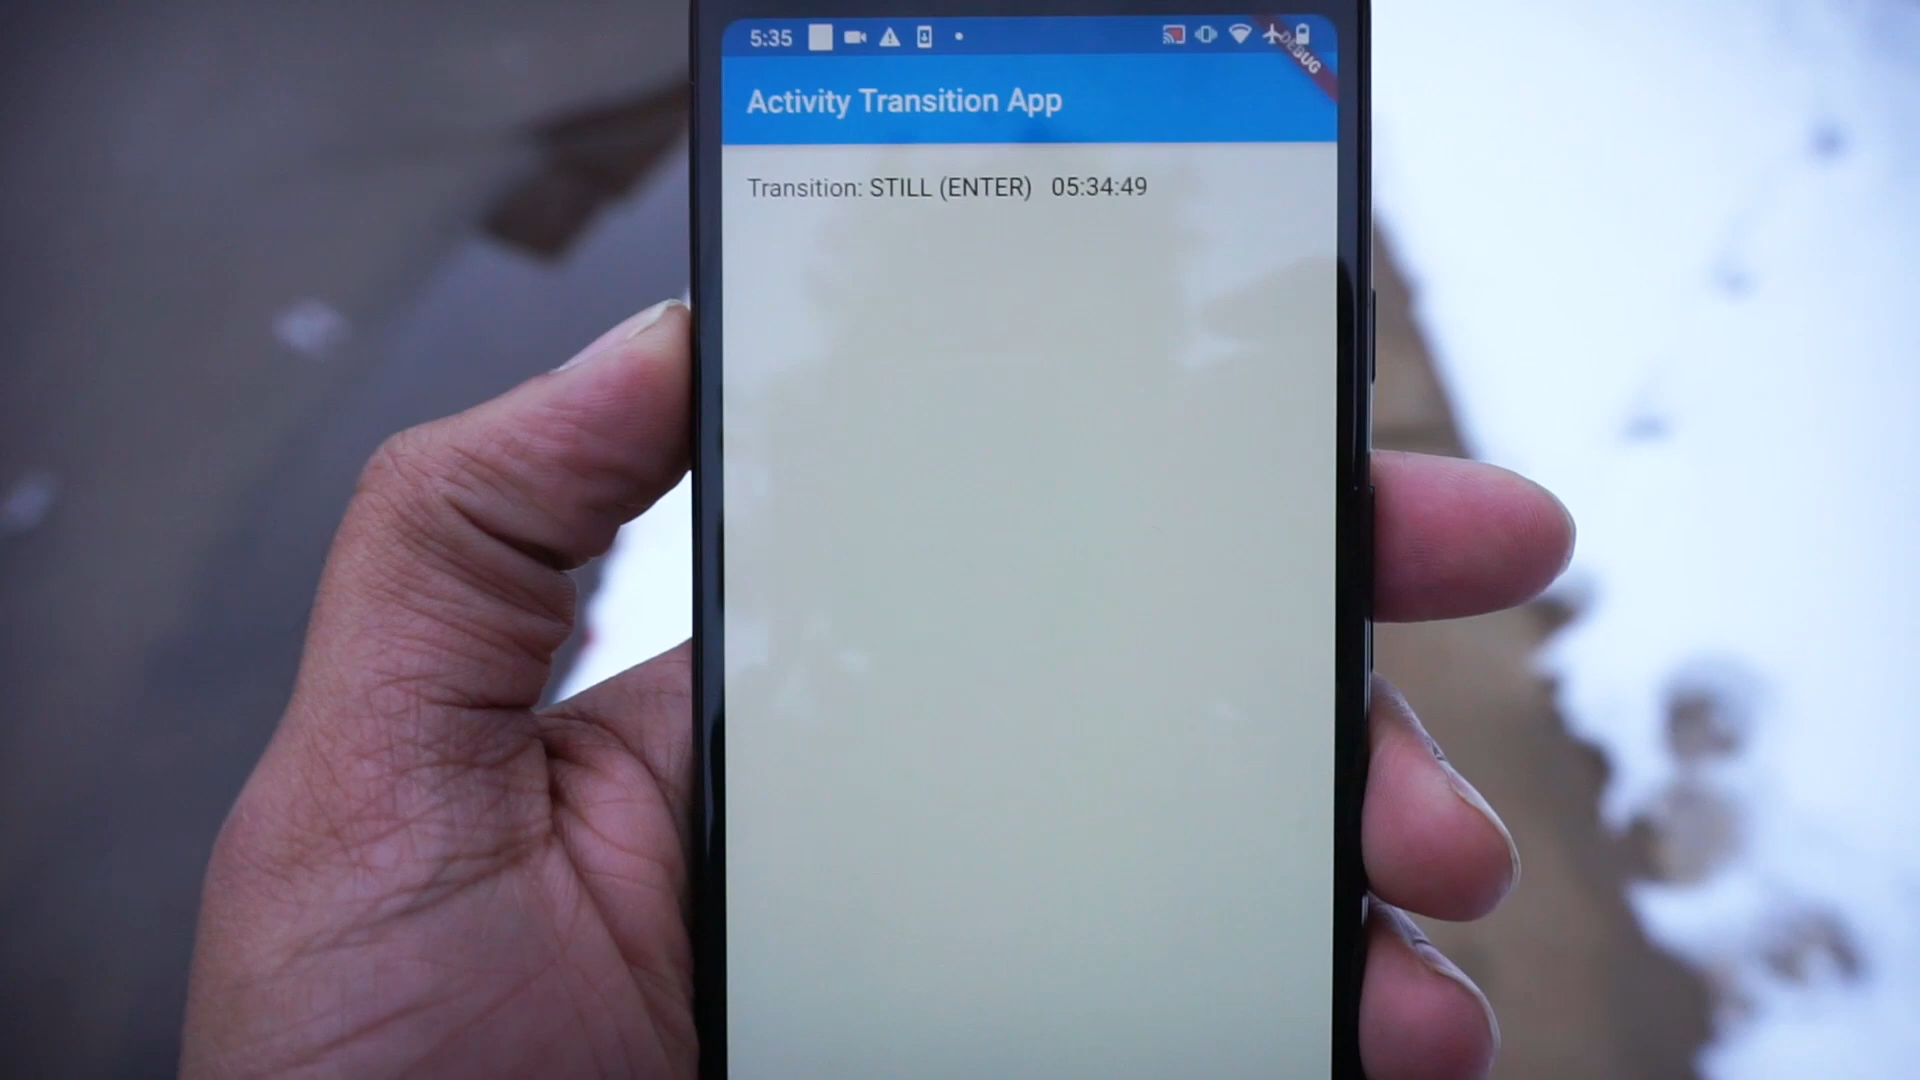 5:35
DEBUG
Activity Transition App
Transition: STILL (ENTER) 05:34:49